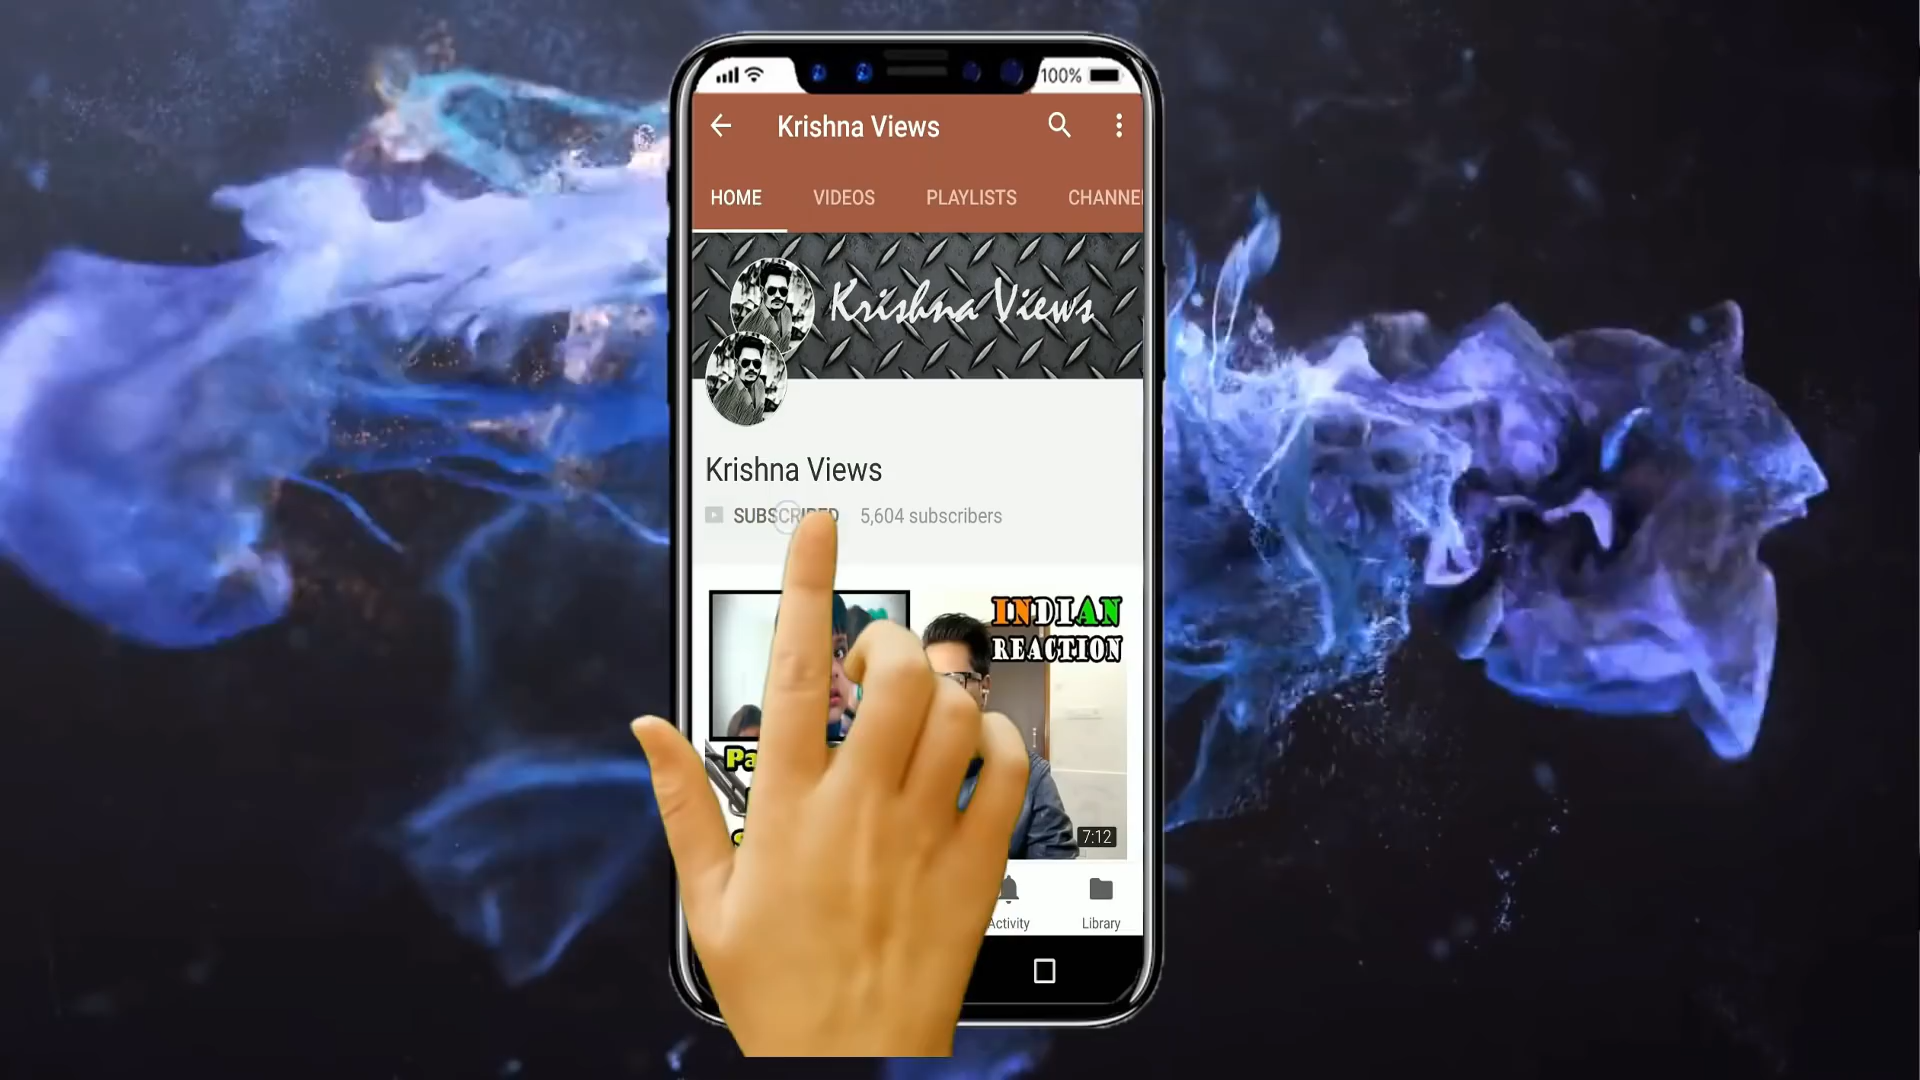 100%
Krishna Views
HOME VIDEOS PLAYLISTS CHANNE
Krishna Views
Krishna Views
SUBSCRIBED 5,604 subscribers
INDIAN
REACTION
Pa
7:12
Activity Library